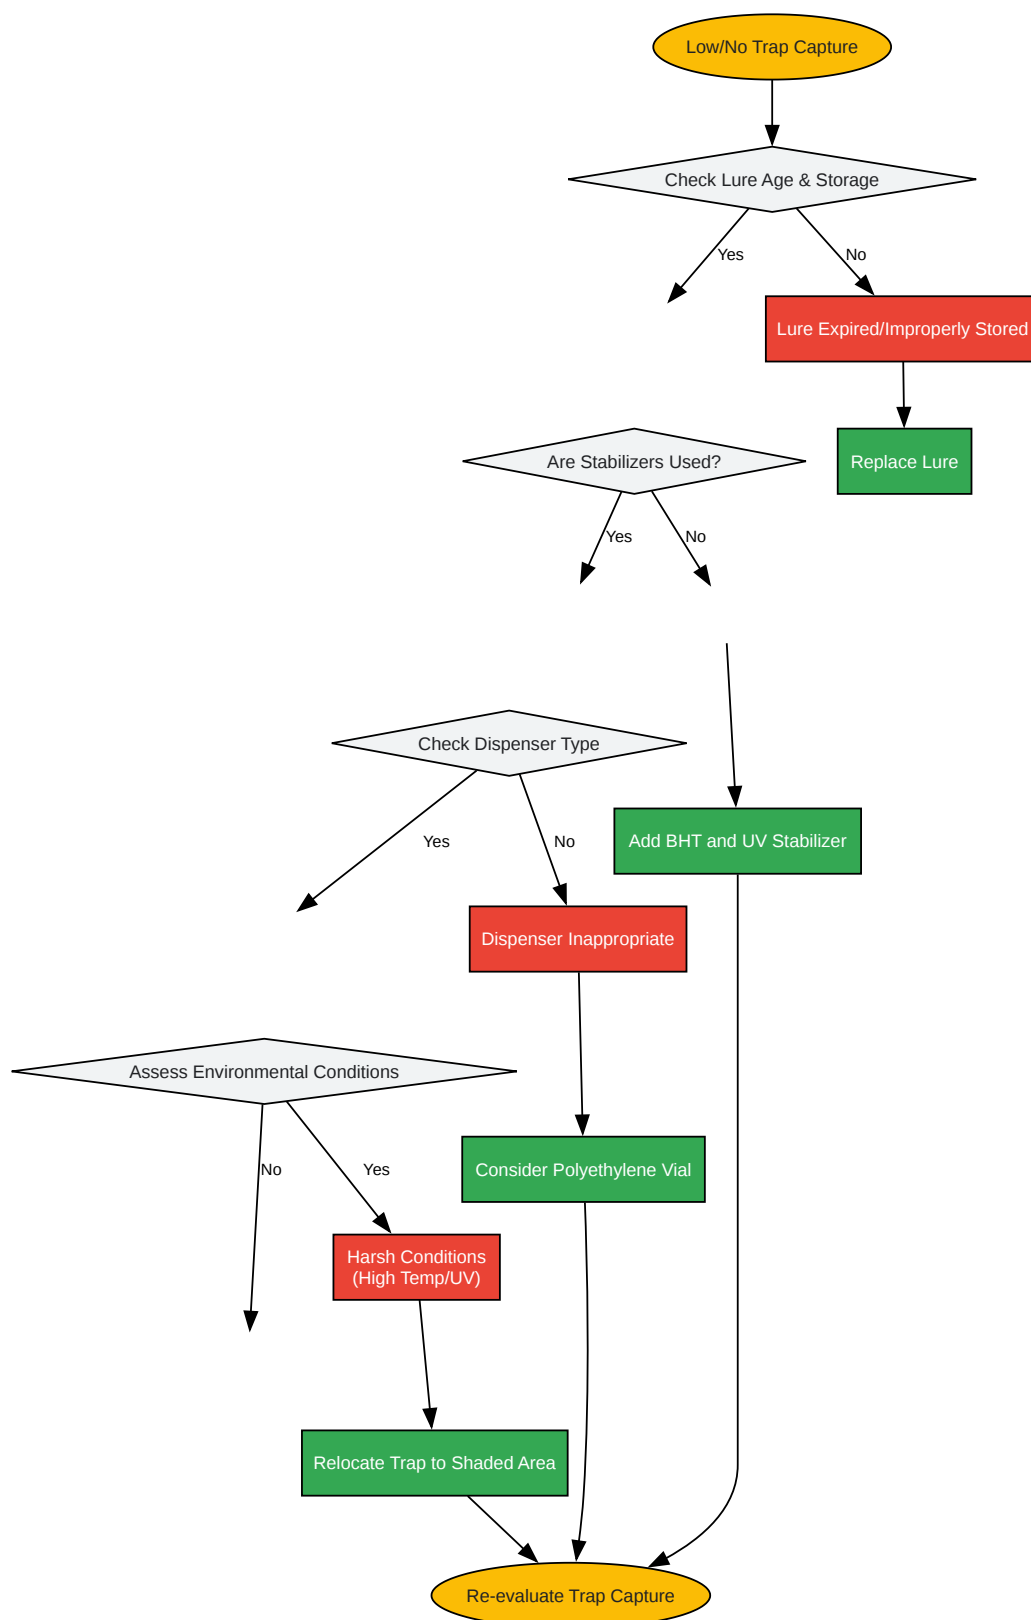 Low/No Trap Capture
Check Lure Age & Storage
Yes
No
Lure Expired/Improperly Stored
Are Stabilizers Used?
Replace Lure
Yes
No
Check Dispenser Type
Yes
No
Add BHT and UV Stabilizer
Dispenser Inappropriate
Assess Environmental Conditions
No
Yes
Consider Polyethylene Vial
Harsh Conditions
(High Temp/UV)
Relocate Trap to Shaded Area
Re-evaluate Trap Capture